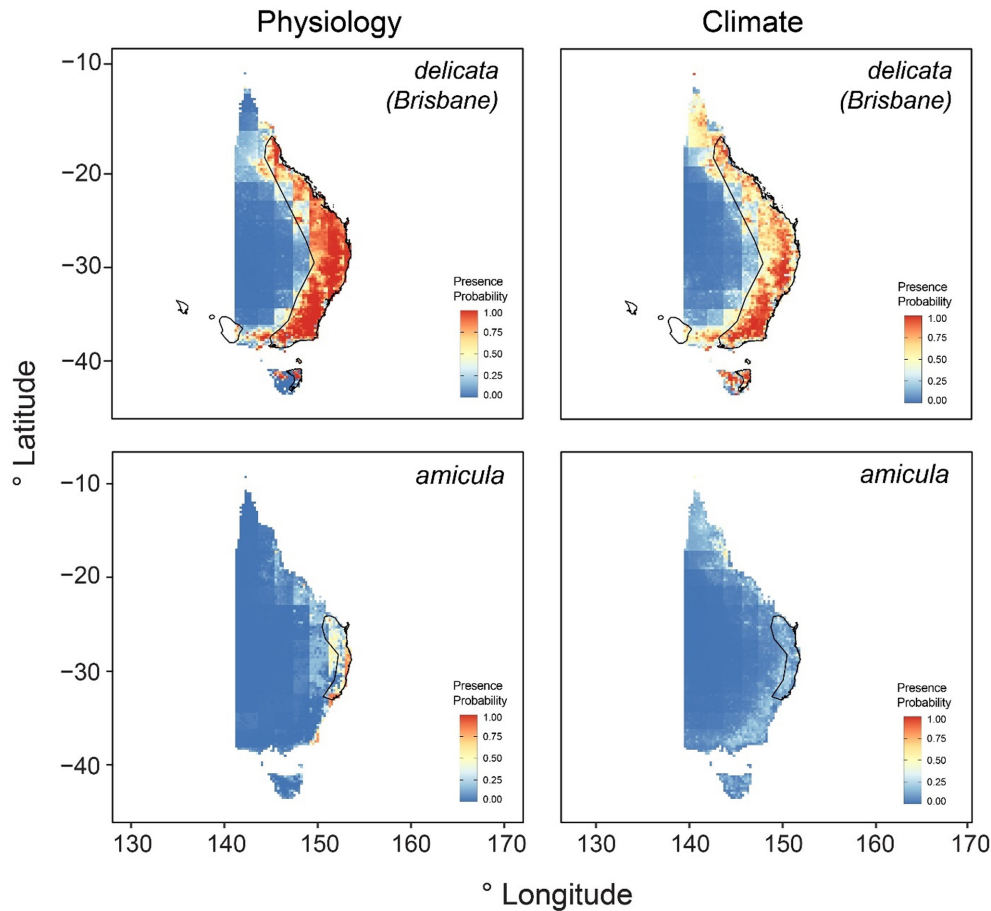 Physiology
Climate
° Latitude
−10
−20
−30
−40
delicata
(Brisbane)
Presence
Probability
1.00
0.75
0.50
0.25
0.00
delicata
(Brisbane)
Presence
Probability
1.00
0.75
0.50
0.25
0.00
−10
−20
−30
−40
amicula
Presence
Probability
1.00
0.75
0.50
0.25
0.00
amicula
Presence
Probability
1.00
0.75
0.50
0.25
0.00
130 140 150 160 170
130 140 150 160 170
° Longitude